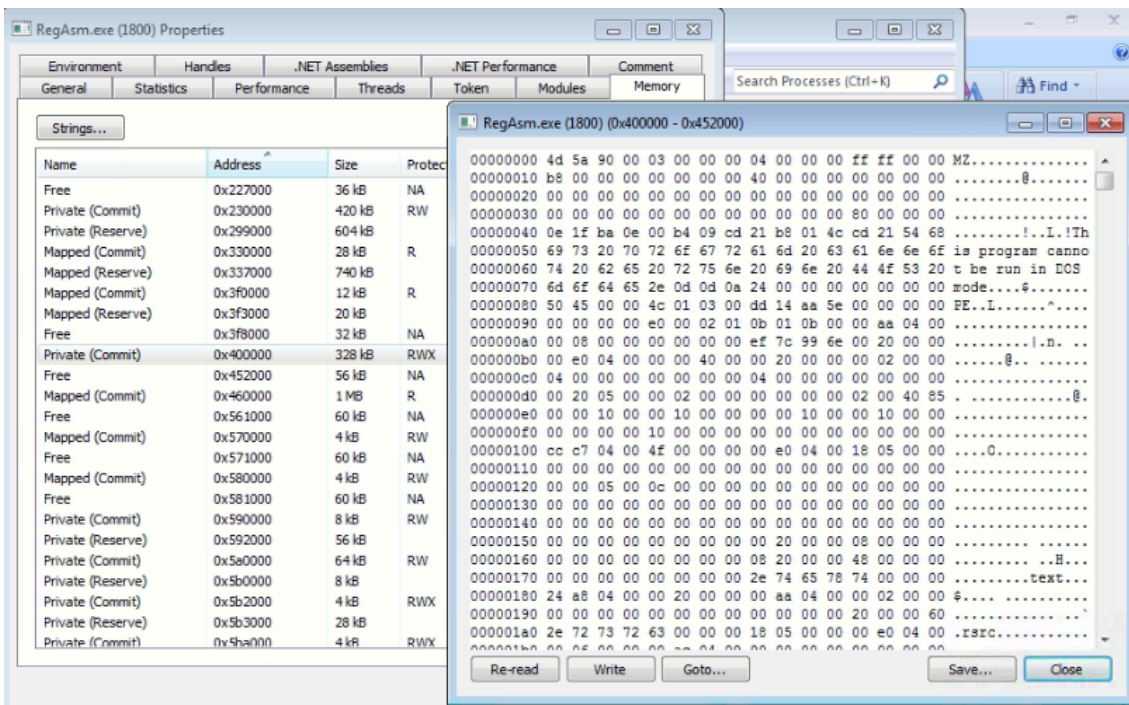 RegAsm.exe (1800) Properties
Environment Handles .NET Assemblies .NET Performance Comment
General Statistics Performance Threads Token Modules Memory
Search Processes (Ctrl+K)
Find
Strings...
Name Address Size Protec
Free 0x227000 36 kB NA
Private (Commit) 0x230000 420 kB RW
Private (Reserve) 0x299000 604 kB
Mapped (Commit) 0x330000 28 kB R
Mapped (Reserve) 0x337000 740 kB
Mapped (Commit) 0x3f0000 12 kB R
Mapped (Reserve) 0x3f3000 20 kB
Free 0x3f8000 32 kB NA
Private (Commit) 0x400000 328 kB RWX
Free 0x452000 56 kB NA
Mapped (Commit) 0x460000 1 MB R
Free 0x561000 60 kB NA
Mapped (Commit) 0x570000 4 kB RW
Free 0x571000 60 kB NA
Mapped (Commit) 0x580000 4 kB RW
Free 0x581000 60 kB NA
Private (Commit) 0x590000 8 kB RW
Private (Reserve) 0x592000 56 kB
Private (Commit) 0x5a0000 64 kB RW
Private (Reserve) 0x5b0000 8 kB
Private (Commit) 0x5b2000 4 kB RWX
Private (Reserve) 0x5b3000 28 kB
Private (Commit) 0x5ba000 4 kB RWX
RegAsm.exe (1800) (0x400000 - 0x452000)
00000000 4d 5a 90 00 03 00 00 00 04 00 00 00 ff ff 00 00 MZ..............
00000010 b8 00 00 00 00 00 00 00 40 00 00 00 00 00 00 00 ........@.......
00000020 00 00 00 00 00 00 00 00 00 00 00 00 00 00 00 00 ................
00000030 00 00 00 00 00 00 00 00 00 00 00 00 80 00 00 00 ................
00000040 0e 1f ba 0e 00 b4 09 cd 21 b8 01 4c cd 21 54 68 ........!..L.!Th
00000050 69 73 20 70 72 6f 67 72 61 6d 20 63 61 6e 6e 6f is program canno
00000060 74 20 62 65 20 72 75 6e 20 69 6e 20 44 4f 53 20 t be run in DOS
00000070 6d 6f 64 65 2e 0d 0d 0a 24 00 00 00 00 00 00 00 mode....$.......
00000080 50 45 00 00 4c 01 03 00 dd 14 aa 5e 00 00 00 00 PE..L......^....
00000090 00 00 00 00 e0 00 02 01 0b 01 0b 00 00 aa 04 00 ................
000000a0 00 08 00 00 00 00 00 00 ef 7c 99 6e 00 20 00 00 .........|.n. ..
000000b0 00 e0 04 00 00 00 40 00 00 20 00 00 00 02 00 00 ......@.. ......
000000c0 04 00 00 00 00 00 00 00 04 00 00 00 00 00 00 00 ................
000000d0 00 20 05 00 00 02 00 00 00 00 00 00 02 00 40 85 . ............@.
000000e0 00 00 10 00 00 10 00 00 00 00 10 00 00 10 00 00 ................
000000f0 00 00 00 00 10 00 00 00 00 00 00 00 00 00 00 00 ................
00000100 cc c7 04 00 4f 00 00 00 00 e0 04 00 18 05 00 00 ....O...........
00000110 00 00 00 00 00 00 00 00 00 00 00 00 00 00 00 00 ................
00000120 00 00 05 00 0c 00 00 00 00 00 00 00 00 00 00 00 ................
00000130 00 00 00 00 00 00 00 00 00 00 00 00 00 00 00 00 ................
00000140 00 00 00 00 00 00 00 00 00 00 00 00 00 00 00 00 ................
00000150 00 00 00 00 00 00 00 00 00 20 00 00 08 00 00 00 ......... ......
00000160 00 00 00 00 00 00 00 00 08 20 00 00 48 00 00 00 ......... ..H...
00000170 00 00 00 00 00 00 00 00 2e 74 65 78 74 00 00 00 .........text...
00000180 24 a8 04 00 00 20 00 00 00 aa 04 00 00 02 00 00 $.... ..........
00000190 00 00 00 00 00 00 00 00 00 00 00 00 20 00 00 60 ............ ..`
000001a0 2e 72 73 72 63 00 00 00 18 05 00 00 00 e0 04 00 .rsrc...........
Re-read Write Goto... Save... Close